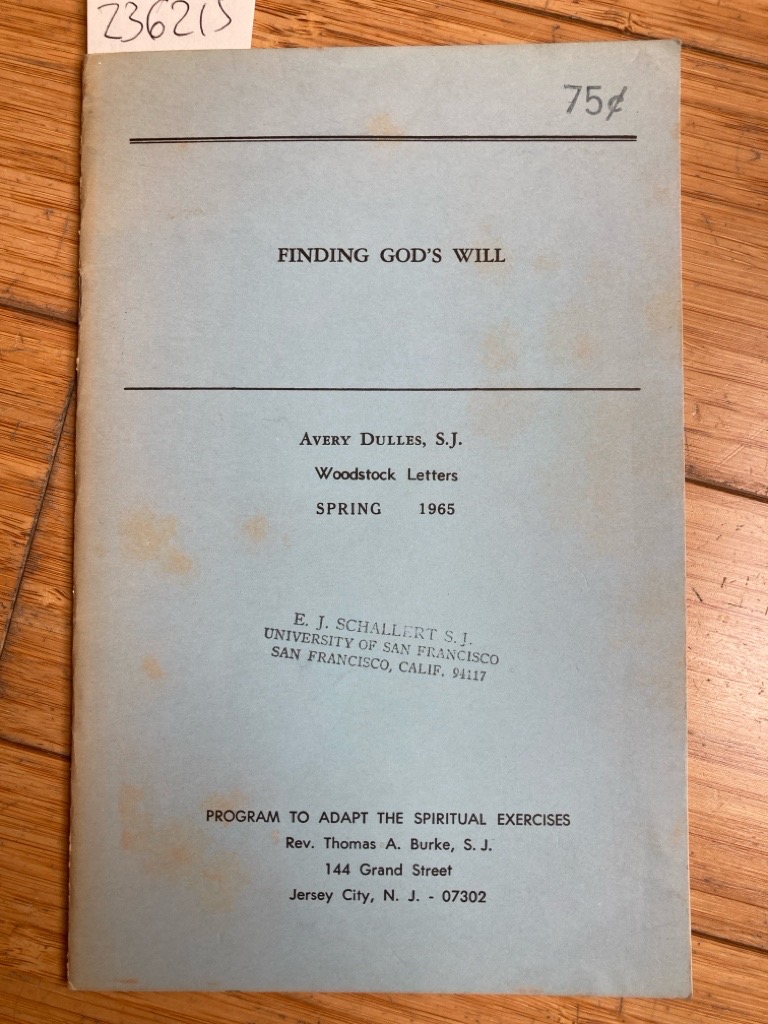 236215
75¢
FINDING GOD'S WILL
AVERY DULLES, S.J.
Woodstock Letters
SPRING 1965
E. J. SCHALLERT S. J.
UNIVERSITY OF SAN FRANCISCO
SAN FRANCISCO, CALIF. 94117
PROGRAM TO ADAPT THE SPIRITUAL EXERCISES
Rev. Thomas A. Burke, S. J.
144 Grand Street
Jersey City, N. J. - 07302